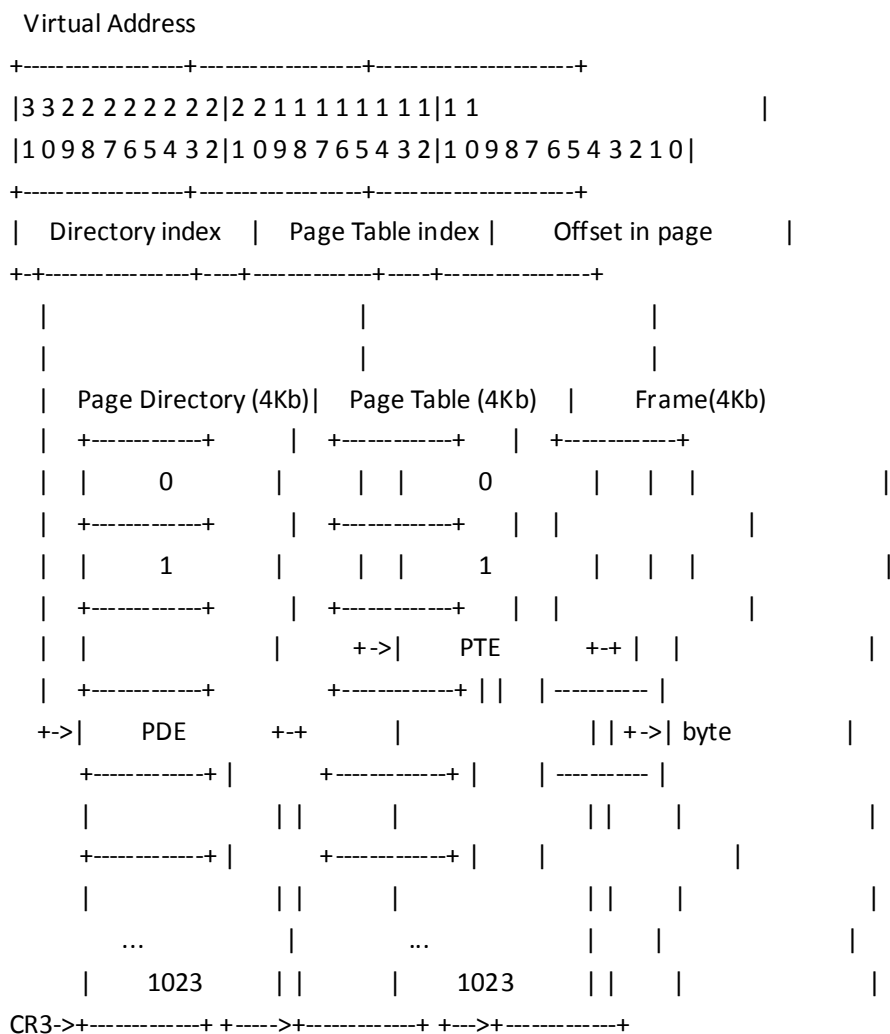 Virtual Address
+-------------------+-------------------+-----------------------+
|3 3 2 2 2 2 2 2 2 2|2 2 1 1 1 1 1 1 1 1|1 1 |
|1 0 9 8 7 6 5 4 3 2|1 0 9 8 7 6 5 4 3 2|1 0 9 8 7 6 5 4 3 2 1 0|
+-------------------+-------------------+-----------------------+
| Directory index | Page Table index | Offset in page |
+-+-----------------+----+--------------+-----+-----------------+
| | |
| | |
| Page Directory (4Kb)| Page Table (4Kb) | Frame(4Kb)
| +-------------+ | +-------------+ | +-------------+
| | 0 | | | 0 | | | |
| +-------------+ | +-------------+ | | |
| | 1 | | | 1 | | | |
| +-------------+ | +-------------+ | | |
| | | +->| PTE +-+ | | |
| +-------------+ +-------------+ | | | ----------- |
+->| PDE +-+ | | | +->| byte |
+-------------+ | +-------------+ | | ----------- |
| | | | | | | |
+-------------+ | +-------------+ | | |
| | | | | | | |
... | ... | | |
| 1023 | | | 1023 | | | |
CR3->+-------------+ +----->+-------------+ +--->+-------------+